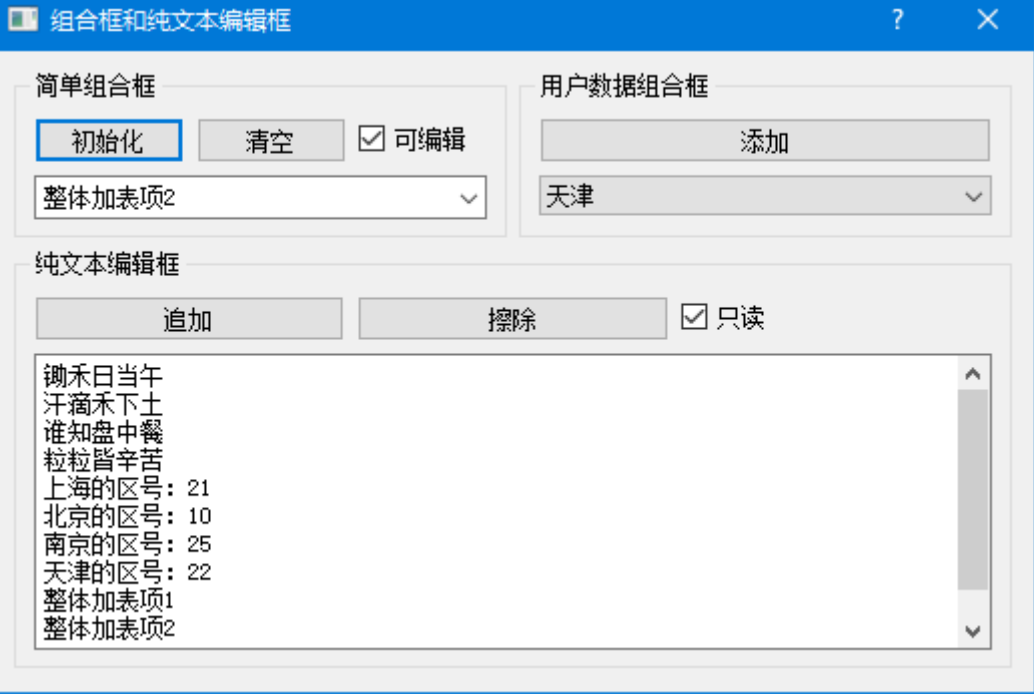 组合框和纯文本编辑框 ?
简单组合框
初始化 清空 可编辑
整体加表项2
用户数据组合框
添加
天津
纯文本编辑框
追加 擦除 只读
锄禾日当午
汗滴禾下土
谁知盘中餐
粒粒皆辛苦
上海的区号：21
北京的区号：10
南京的区号：25
天津的区号：22
整体加表项1
整体加表项2